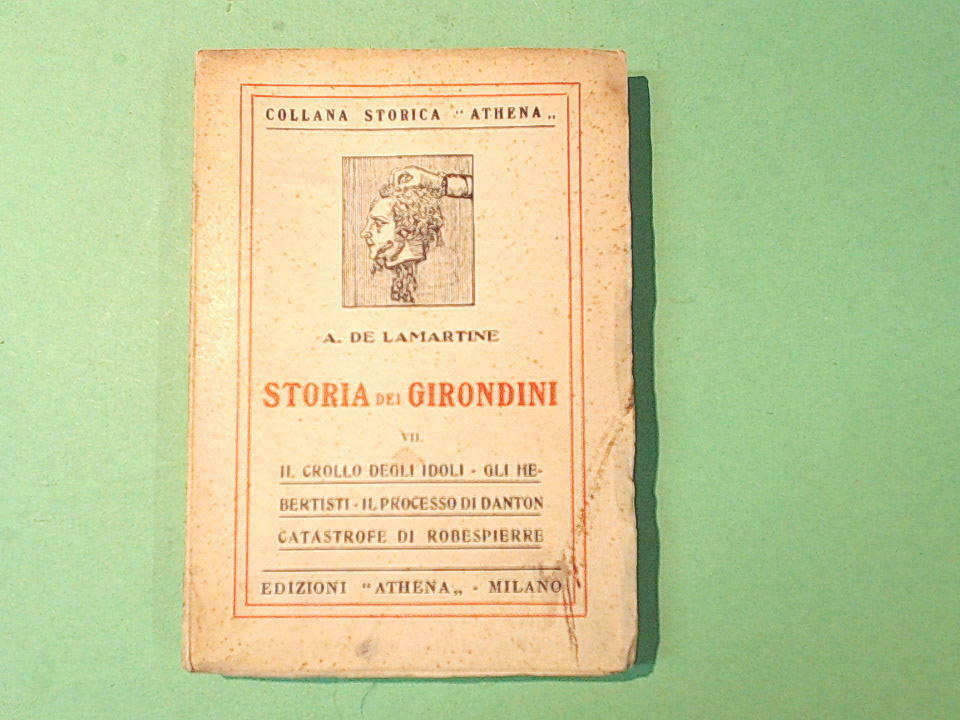 COLLANA STORICA "ATHENA„
A. DE LAMARTINE
STORIA DEI GIRONDINI
VII.
IL CROLLO DEGLI IDOLI - GLI HE-
BERTISTI - IL PROCESSO DI DANTON
CATASTROFE DI ROBESPIERRE
EDIZIONI "ATHENA„ - MILANO